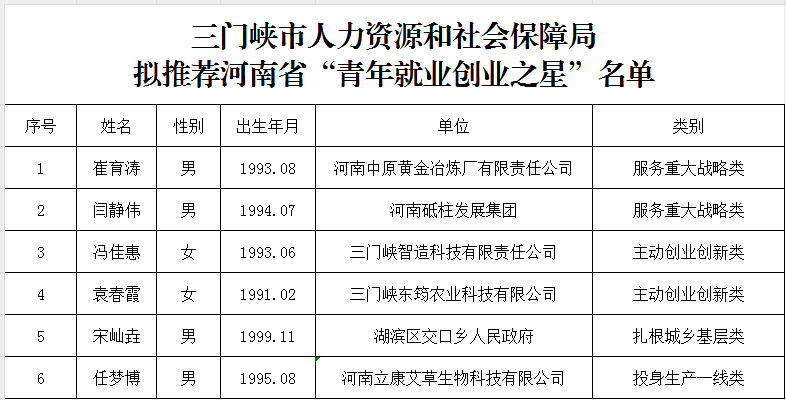 三门峡市人力资源和社会保障局
拟推荐河南省“青年就业创业之星”名单
序号 姓名 性别 出生年月 单位 类别
1 崔育涛 男 1993.08 河南中原黄金冶炼厂有限责任公司 服务重大战略类
2 闫静伟 男 1994.07 河南砥柱发展集团 服务重大战略类
3 冯佳惠 女 1993.06 三门峡智造科技有限责任公司 主动创业创新类
4 袁春霞 女 1991.02 三门峡东筠农业科技有限公司 主动创业创新类
5 宋屾垚 男 1999.11 湖滨区交口乡人民政府 扎根城乡基层类
6 任梦博 男 1995.08 河南立康艾草生物科技有限公司 投身生产一线类